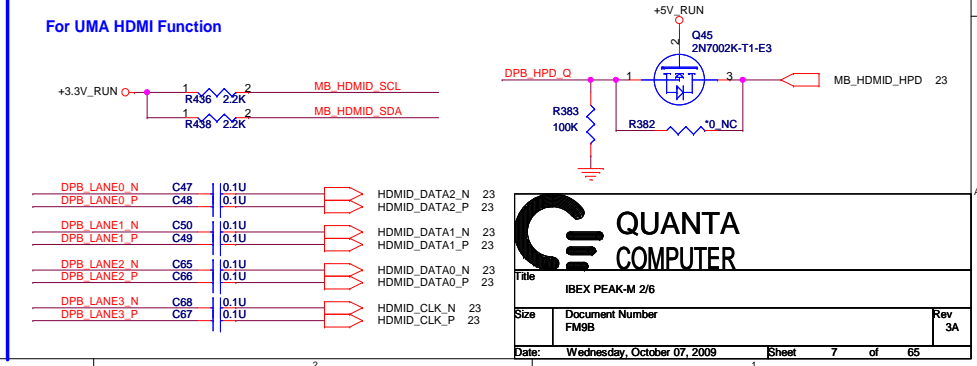 For UMA HDMI Function
+3.3V_RUN
1 R436 2.2K 2 MB_HDMID_SCL
1 R438 2.2K 2 MB_HDMID_SDA
+5V_RUN
Q45
2N7002K-T1-E3
2
DPB_HPD_Q 1 3 MB_HDMID_HPD 23
R383
100K
R382 *0_NC
DPB_LANE0_N C47 0.1U HDMID_DATA2_N 23
DPB_LANE0_P C48 HDMID_DATA2_P 23
DPB_LANE1_N C50 0.1U HDMID_DATA1_N 23
DPB_LANE1_P C49 0.1U HDMID_DATA1_P 23
DPB_LANE2_N C65 0.1U HDMID_DATA0_N 23
DPB_LANE2_P C66 0.1U HDMID_DATA0_P 23
DPB_LANE3_N C68 0.1U HDMID_CLK_N 23
DPB_LANE3_P C67 0.1U HDMID_CLK_P 23
QUANTA
COMPUTER
Title
IBEX PEAK-M 2/6
Size Document Number Rev
FM9B 3A
Date: Wednesday, October 07, 2009 Sheet 7 of 65
1